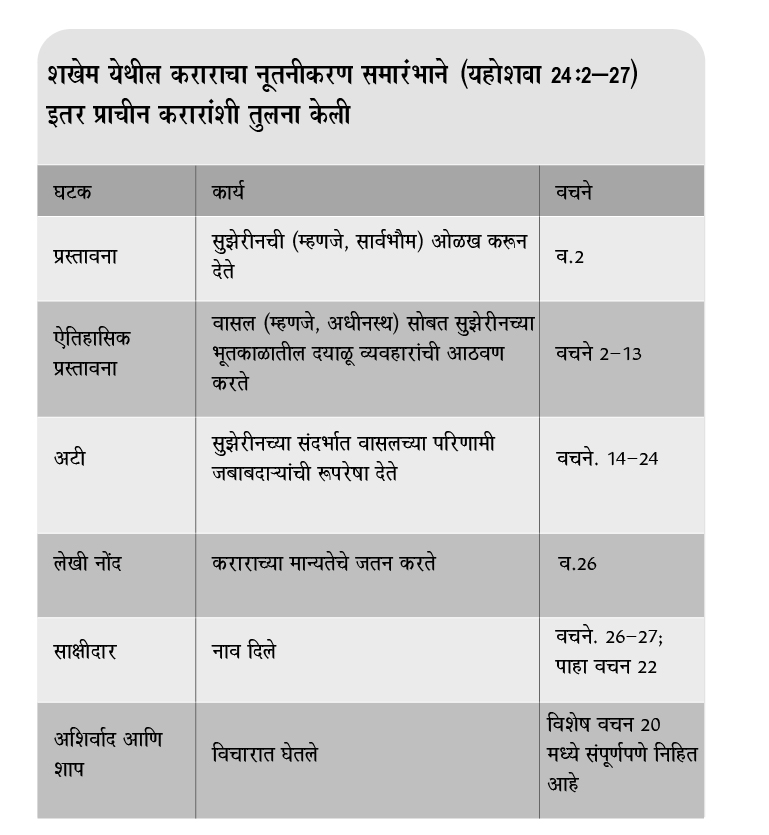 शखेम येथील कराराचा नूतनीकरण समारंभाने (यहोशवा 24:2–27)
इतर प्राचीन करारांशी तुलना केली
घटक
कार्य
वचने
प्रस्तावना
सुझेरीनची (म्हणजे, सार्वभौम) ओळख करून
देते
व.2
ऐतिहासिक
प्रस्तावना
वासल (म्हणजे, अधीनस्थ) सोबत सुझेरीनच्या
भूतकाळातील दयाळू व्यवहारांची आठवण
करते
वचने 2–13
अटी
सुझेरीनच्या संदर्भात वासलच्या परिणामी
जबाबदाऱ्यांची रूपरेषा देते
वचने. 14–24
लेखी नोंद
कराराच्या मान्यतेचे जतन करते
व.26
साक्षीदार
नाव दिले
वचने. 26–27;
पाहा वचन 22
अशिर्वाद आणि
शाप
विचारात घेतले
विशेष वचन 20
मध्ये संपूर्णपणे निहित
आहे